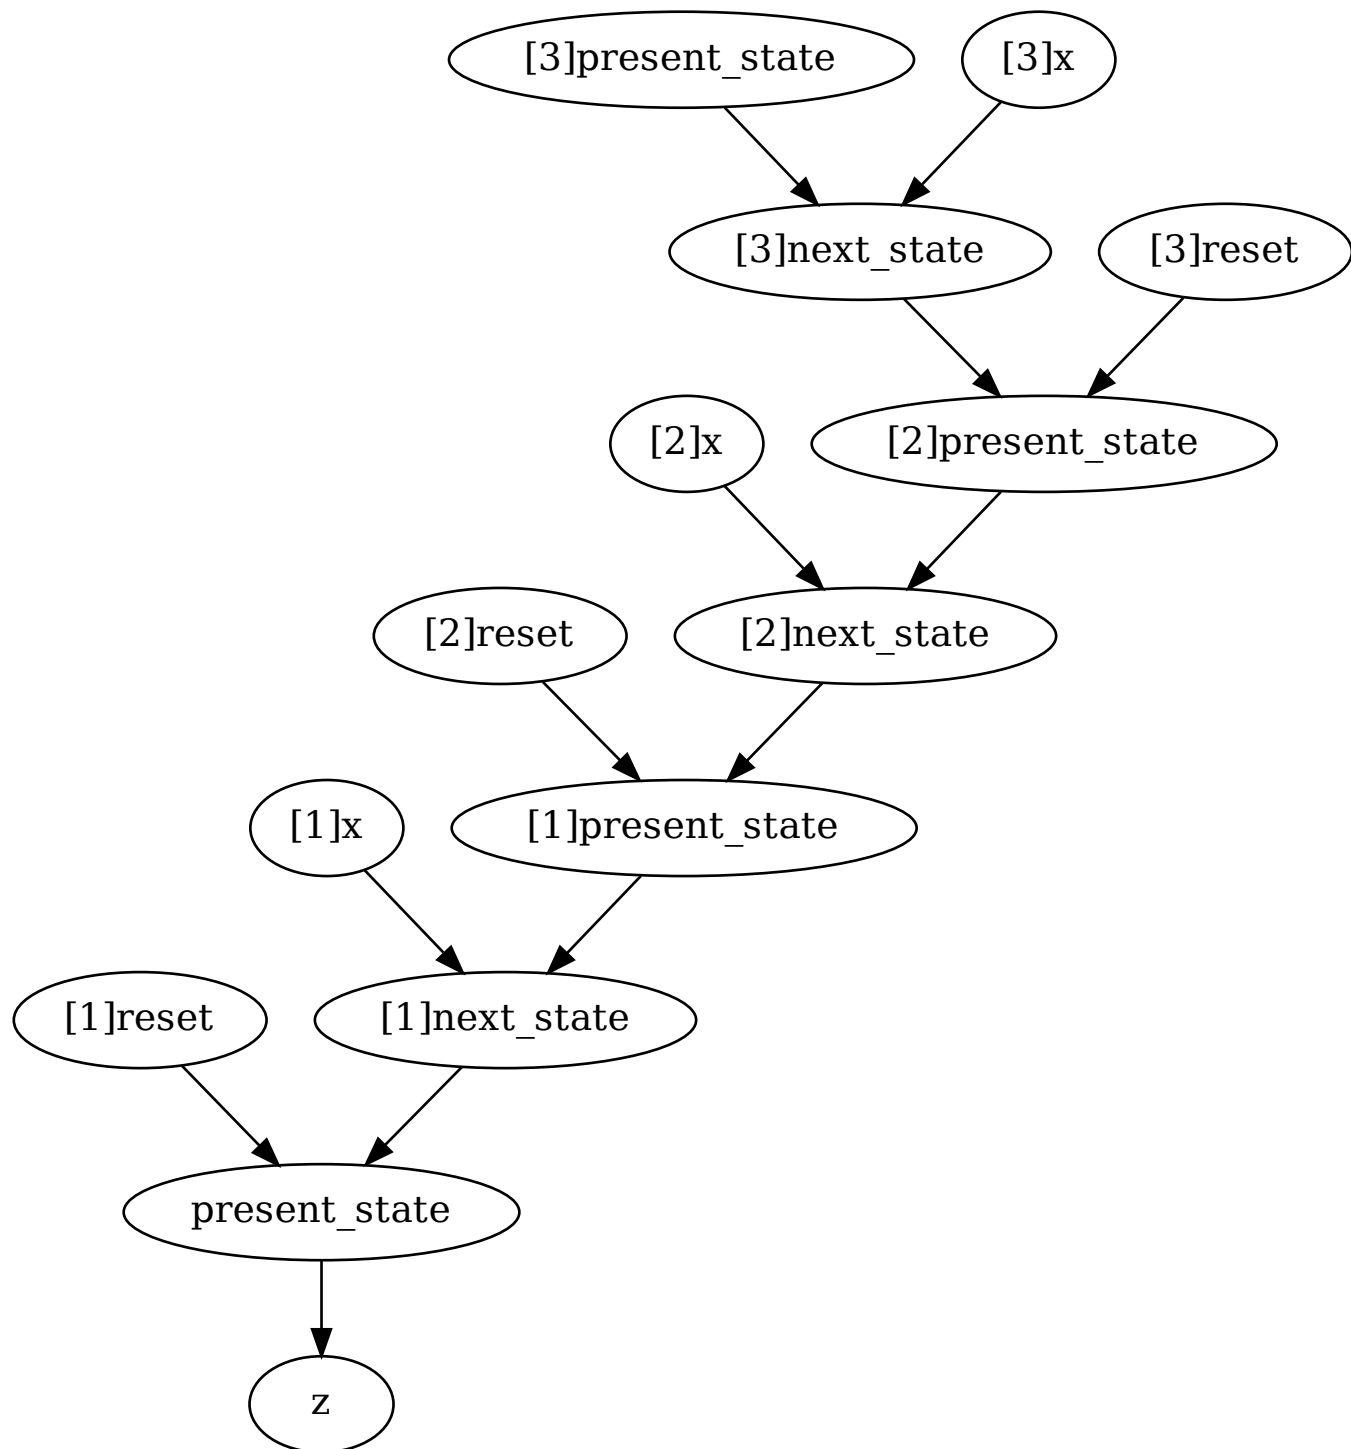 [3]present_state
[3]x
[3]next_state
[3]reset
[2]x
[2]present_state
[2]reset
[2]next_state
[1]x
[1]present_state
[1]reset
[1]next_state
present_state
z